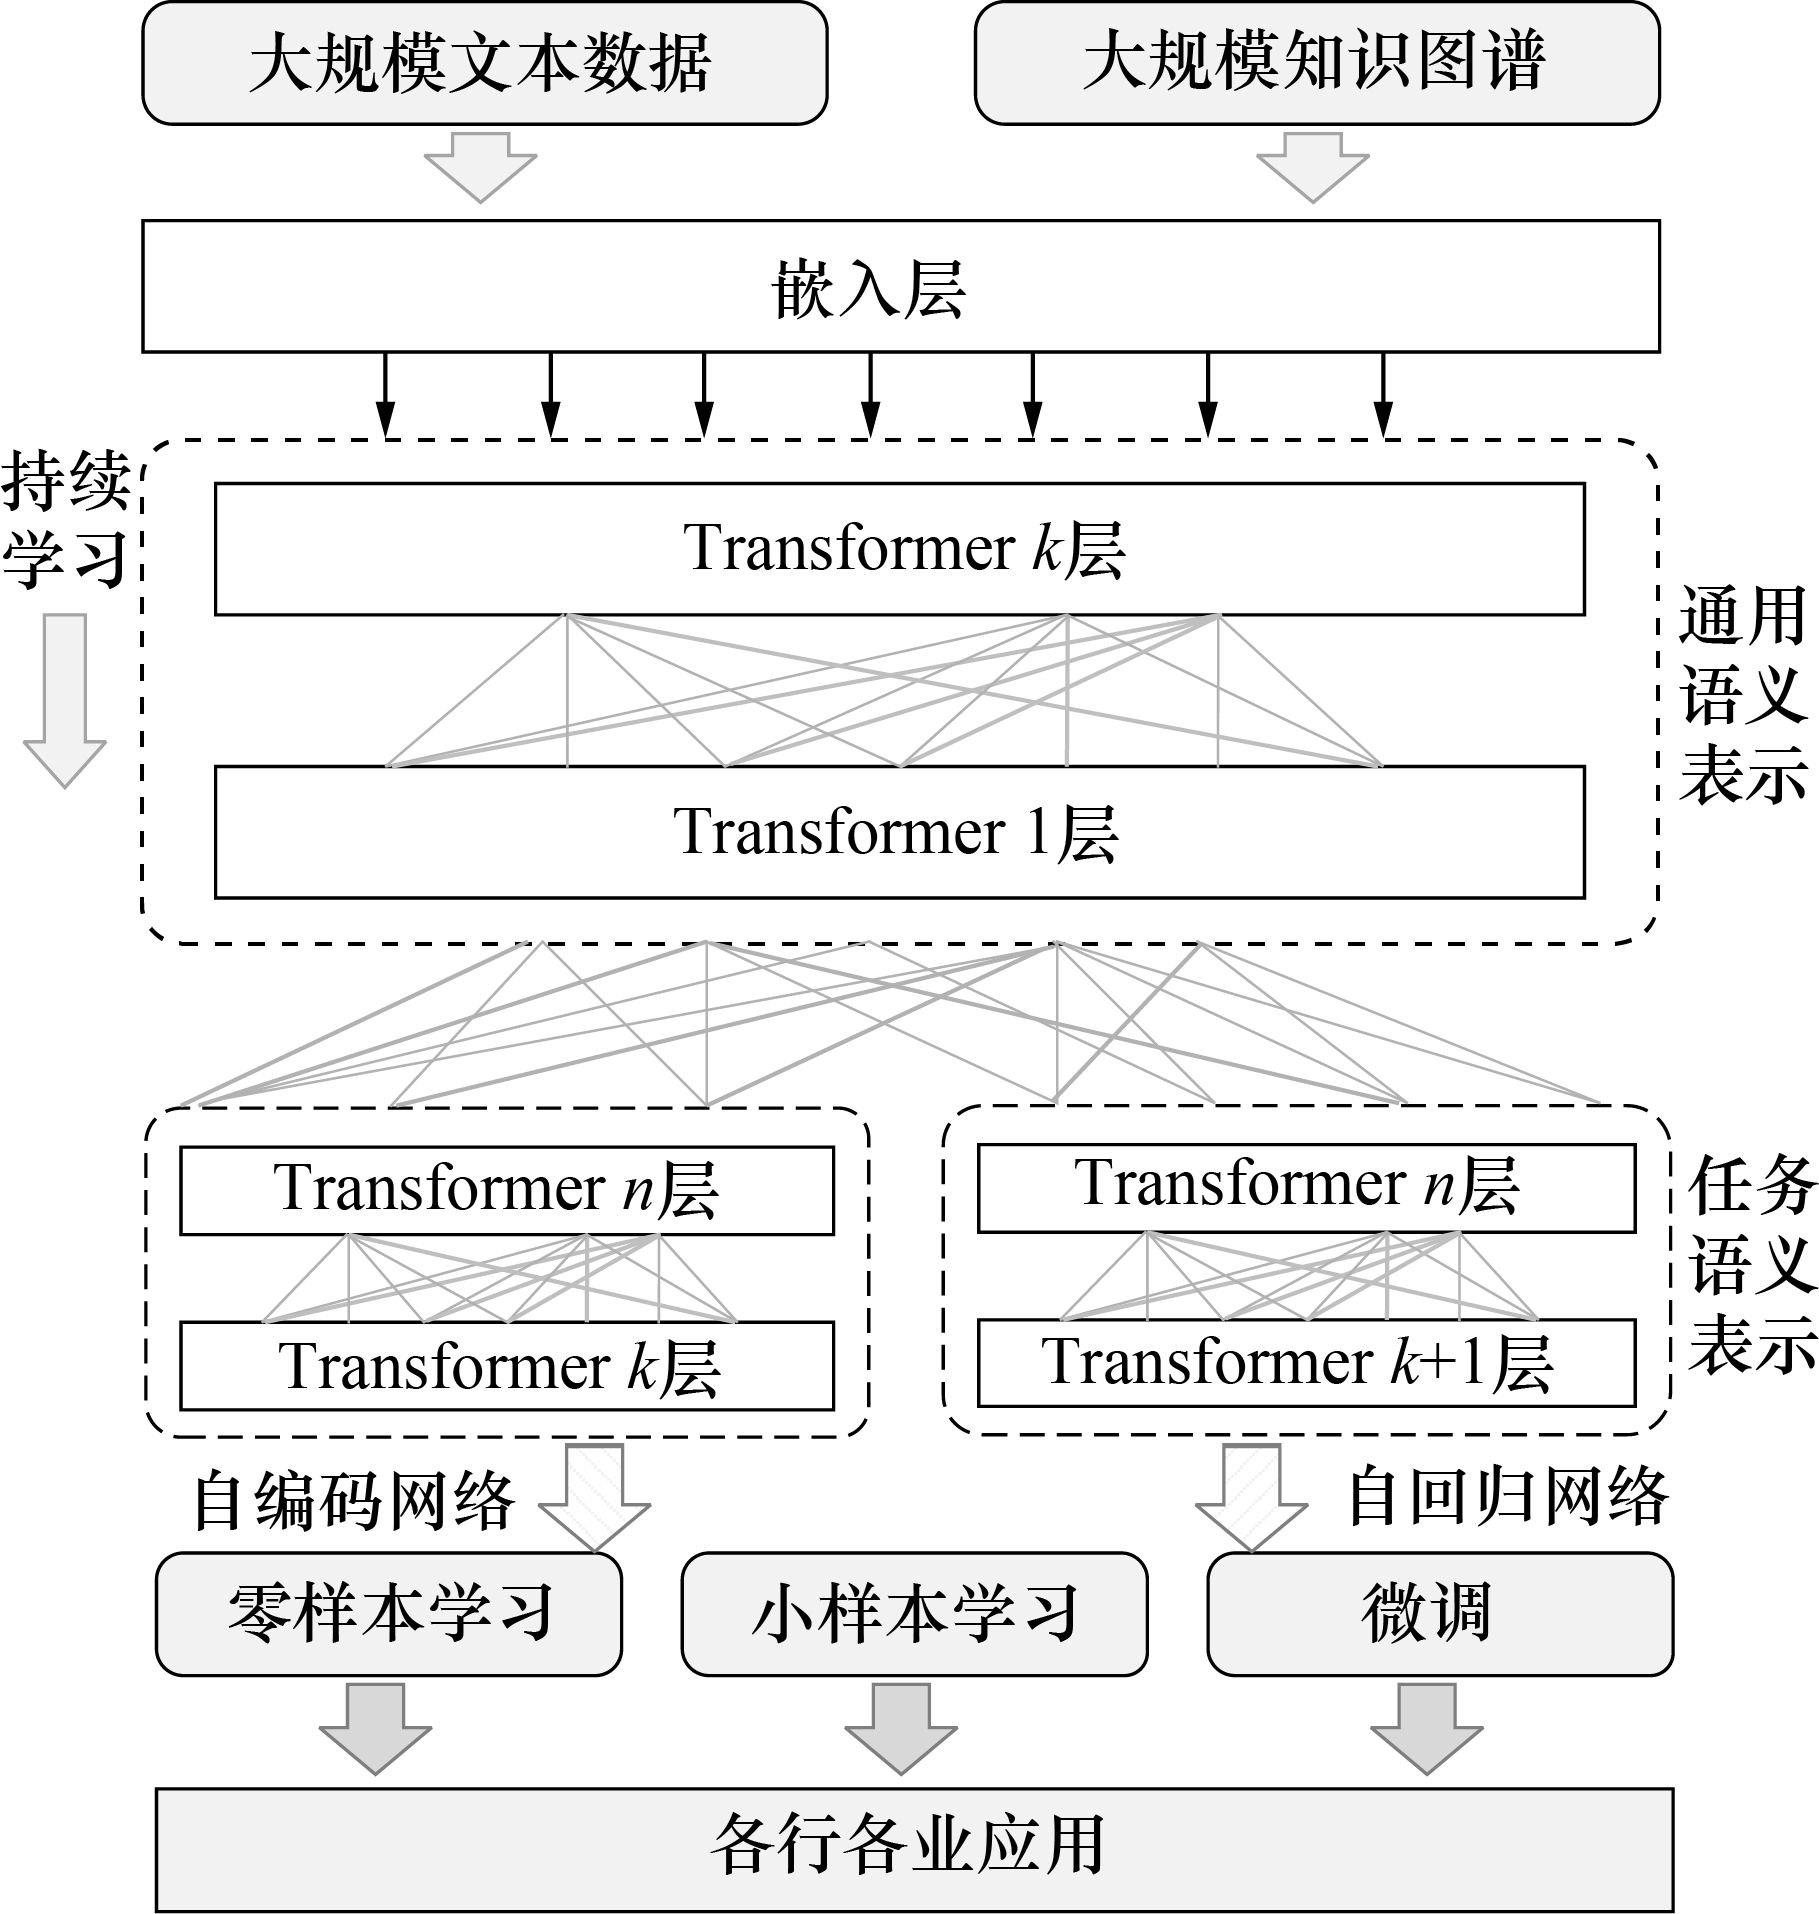 大规模文本数据
大规模知识图谱
嵌入层
持续
学习
Transformer k层
Transformer 1层
通用
语义
表示
Transformer n层
Transformer k层
Transformer n层
Transformer k+1层
任务
语义
表示
自编码网络
自回归网络
零样本学习
小样本学习
微调
各行各业应用